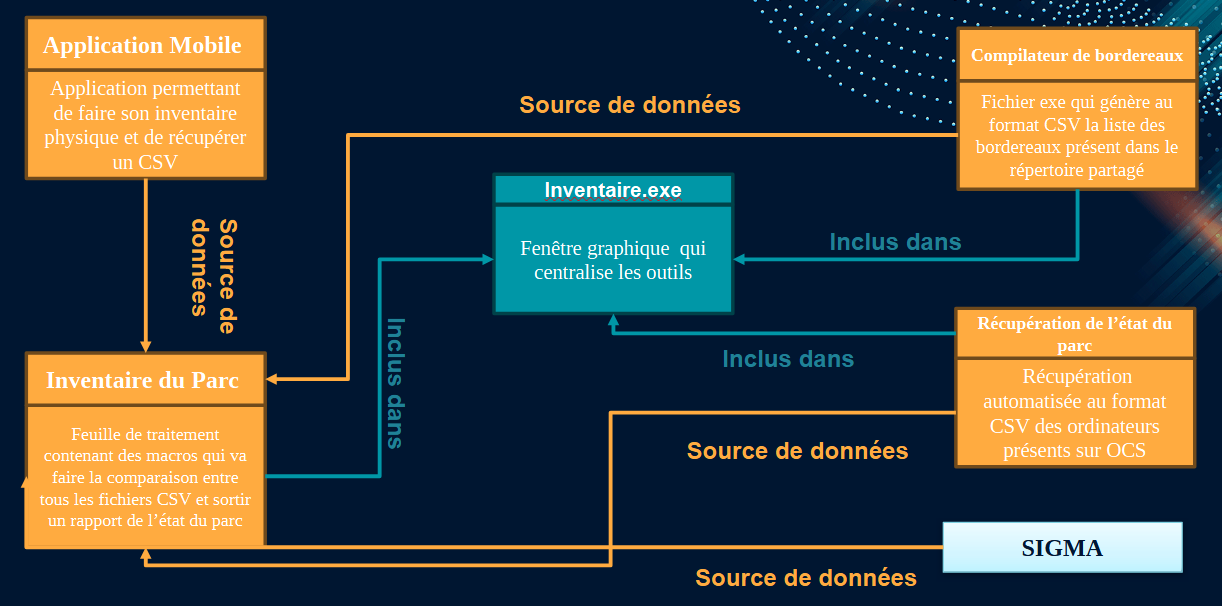 Application Mobile
Application permettant
de faire son inventaire
physique et de récupérer
un CSV
Source de
données
Inventaire du Parc
Feuille de traitement
contenant des macros qui va
faire la comparaison entre
tous les fichiers CSV et sortir
un rapport de l’état du parc
Source de données
Inventaire.exe
Fenêtre graphique qui
centralise les outils
Inclus dans
Compilateur de bordereaux
Fichier exe qui génère au
format CSV la liste des
bordereaux présent dans le
répertoire partagé
Inclus dans
Récupération de l’état du
parc
Récupération
automatisée au format
CSV des ordinateurs
présents sur OCS
Inclus dans
Source de données
SIGMA
Source de données